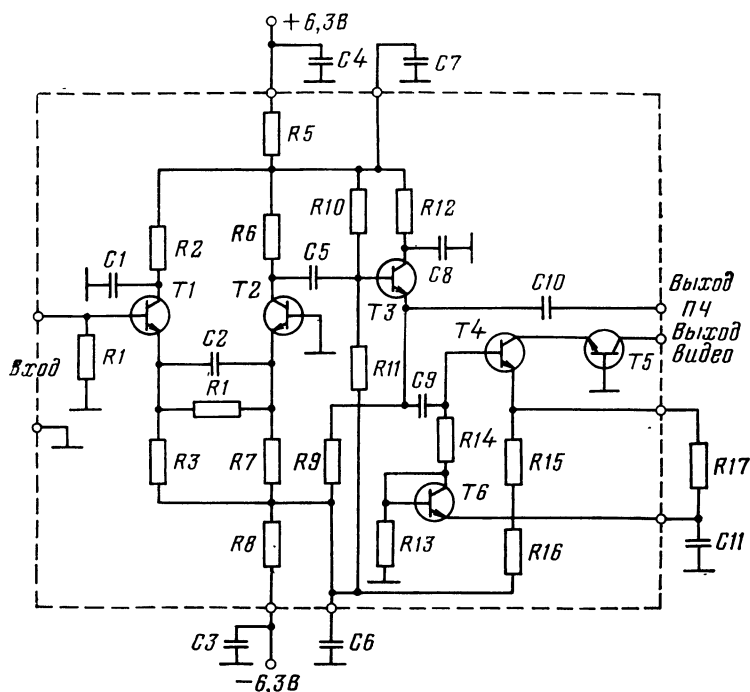 +6,3В
C4
C7
R5
R10
R12
R2
R6
C1
C5
C8
T1
T2
T3
C10
Выход
ПЧ
T4
Выход
Видео
T5
R1
C2
R11
Вход
R1
C9
R14
R3
R7
R9
R15
R17
T6
R8
R13
R16
C11
C3
C6
−6,3В